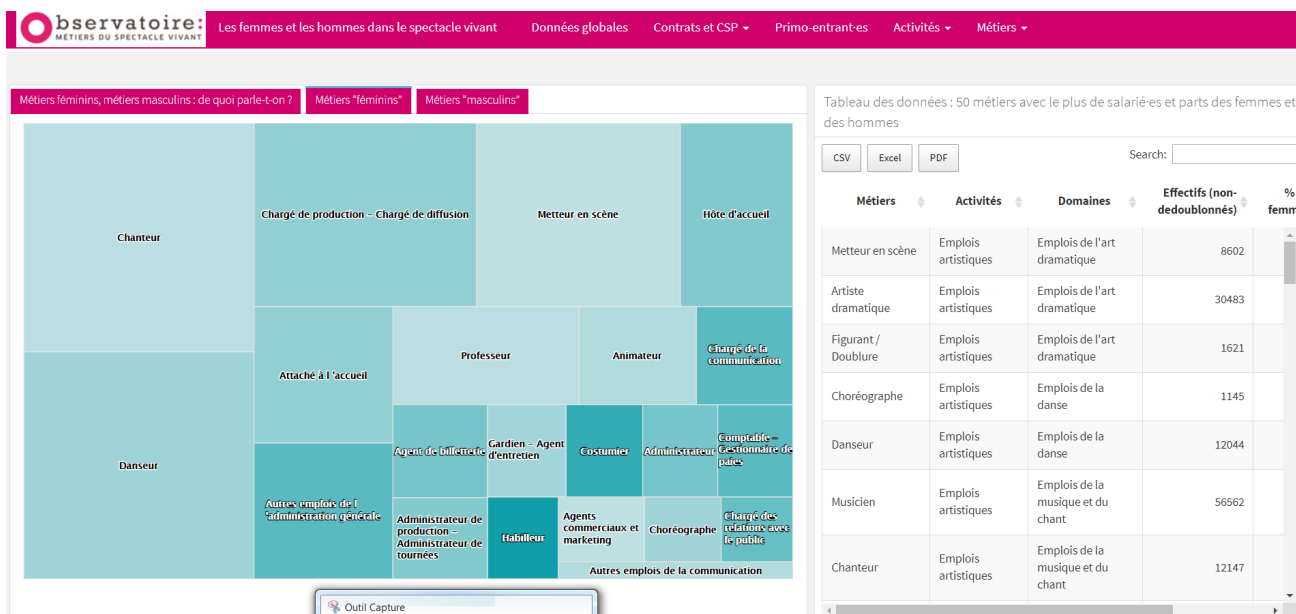 bservatoire:
MÉTIERS DU SPECTACLE VIVANT
Les femmes et les hommes dans le spectacle vivant
Données globales
Contrats et CSP
Primo-entrant·es
Activités
Métiers
Métiers féminins, métiers masculins : de quoi parle-t-on ?
Métiers "féminins"
Métiers "masculins"
Chanteur
Chargé de production – Chargé de diffusion
Metteur en scène
Hôte d'accueil
Danseur
Attaché à l 'accueil
Professeur
Animateur
Chargé de la
communication
Autres emplois de l
'administration générale
Agent de billetterie
Gardien – Agent
d'entretien
Costumier
Administrateur
Comptable –
Gestionnaire de
paies
Administrateur de
production –
Administrateur de
tournées
Habilleur
Agents
commerciaux et
marketing
Choréographe
Chargé des
relations avec
le public
Autres emplois de la communication
Outil Capture
Tableau des données : 50 métiers avec le plus de salarié·es et parts des femmes et
des hommes
CSV
Excel
PDF
Search:
Métiers
Activités
Domaines
Effectifs (non-
dedoublonnés)
%
femm
Metteur en scène
Emplois
artistiques
Emplois de l'art
dramatique
8602
Artiste
dramatique
Emplois
artistiques
Emplois de l'art
dramatique
30483
Figurant /
Doublure
Emplois
artistiques
Emplois de l'art
dramatique
1621
Choréographe
Emplois
artistiques
Emplois de la
danse
1145
Danseur
Emplois
artistiques
Emplois de la
danse
12044
Musicien
Emplois
artistiques
Emplois de la
musique et du
chant
56562
Chanteur
Emplois
artistiques
Emplois de la
musique et du
chant
12147